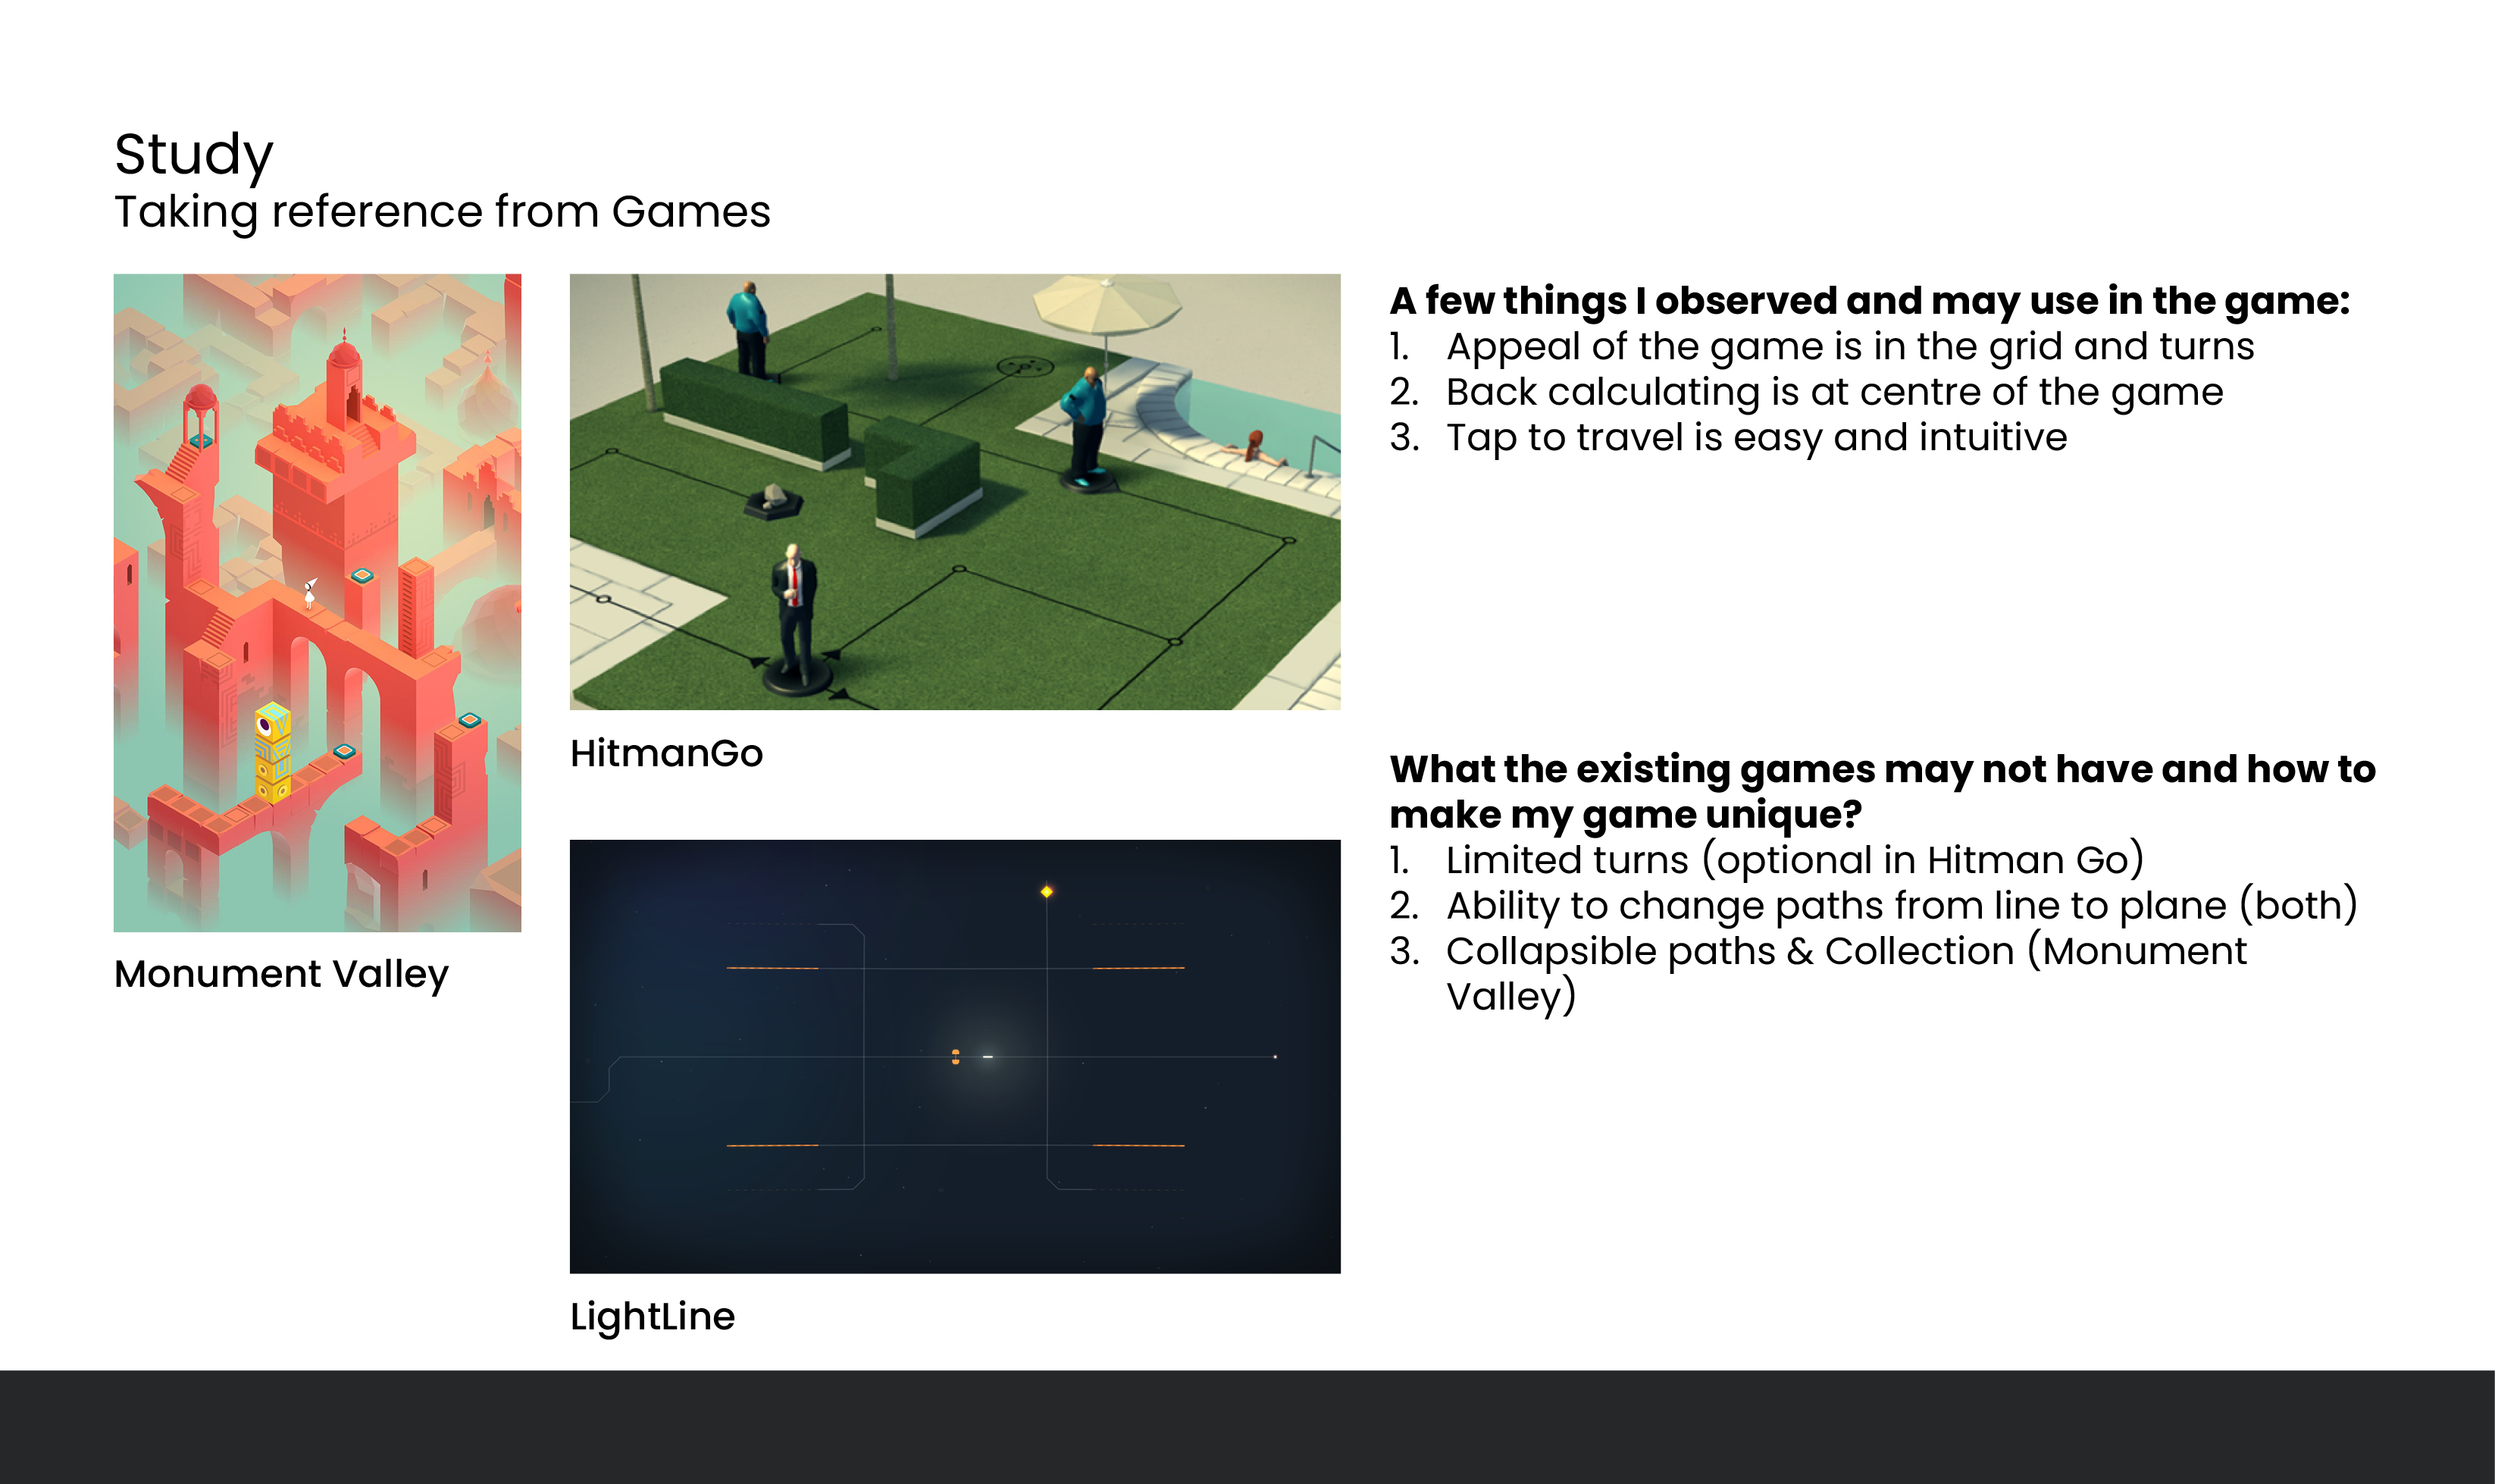 Study
Taking reference from Games
Monument Valley
HitmanGo
LightLine
A few things I observed and may use in the game:
1. Appeal of the game is in the grid and turns
2. Back calculating is at centre of the game
3. Tap to travel is easy and intuitive
What the existing games may not have and how to
make my game unique?
1. Limited turns (optional in Hitman Go)
2. Ability to change paths from line to plane (both)
3. Collapsible paths & Collection (Monument
Valley)